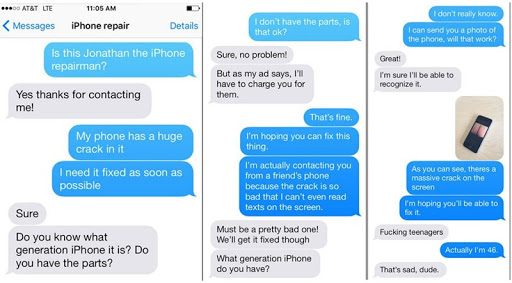 AT&T LTE 11:05 AM
Messages iPhone repair Details
Is this Jonathan the iPhone
repairman?
Yes thanks for contacting
me!
My phone has a huge
crack in it
I need it fixed as soon as
possible
Sure
Do you know what
generation iPhone it is? Do
you have the parts?
I don't have the parts, is
that ok?
Sure, no problem!
But as my ad says, I'll
have to charge you for
them.
That's fine.
I'm hoping you can fix this
thing.
I'm actually contacting you
from a friend's phone
because the crack is so
bad that I can't even read
texts on the screen.
Must be a pretty bad one!
We'll get it fixed though
What generation iPhone
do you have?
I don't really know.
I can send you a photo of
the phone, will that work?
Great!
I'm sure I'll be able to
recognize it.
As you can see, theres a
massive crack on the
screen
I'm hoping you'll be able to
fix it.
Fucking teenagers
Actually I'm 46.
That's sad, dude.